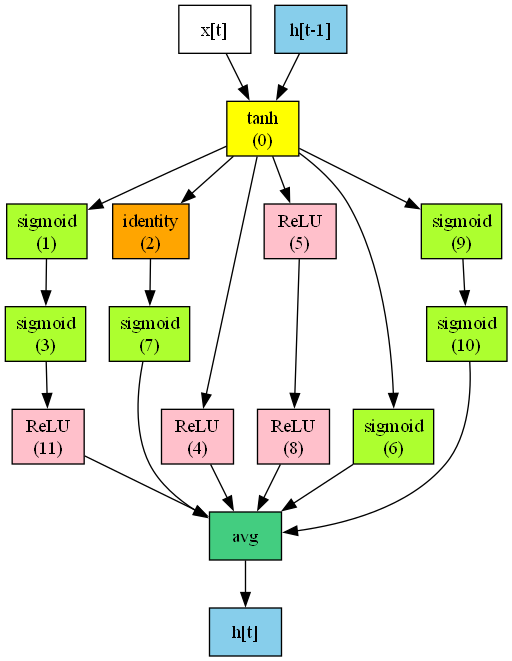 x[t]
h[t-1]
tanh
(0)
sigmoid
(1)
identity
(2)
ReLU
(5)
sigmoid
(9)
sigmoid
(3)
sigmoid
(7)
sigmoid
(10)
ReLU
(11)
ReLU
(4)
ReLU
(8)
sigmoid
(6)
avg
h[t]